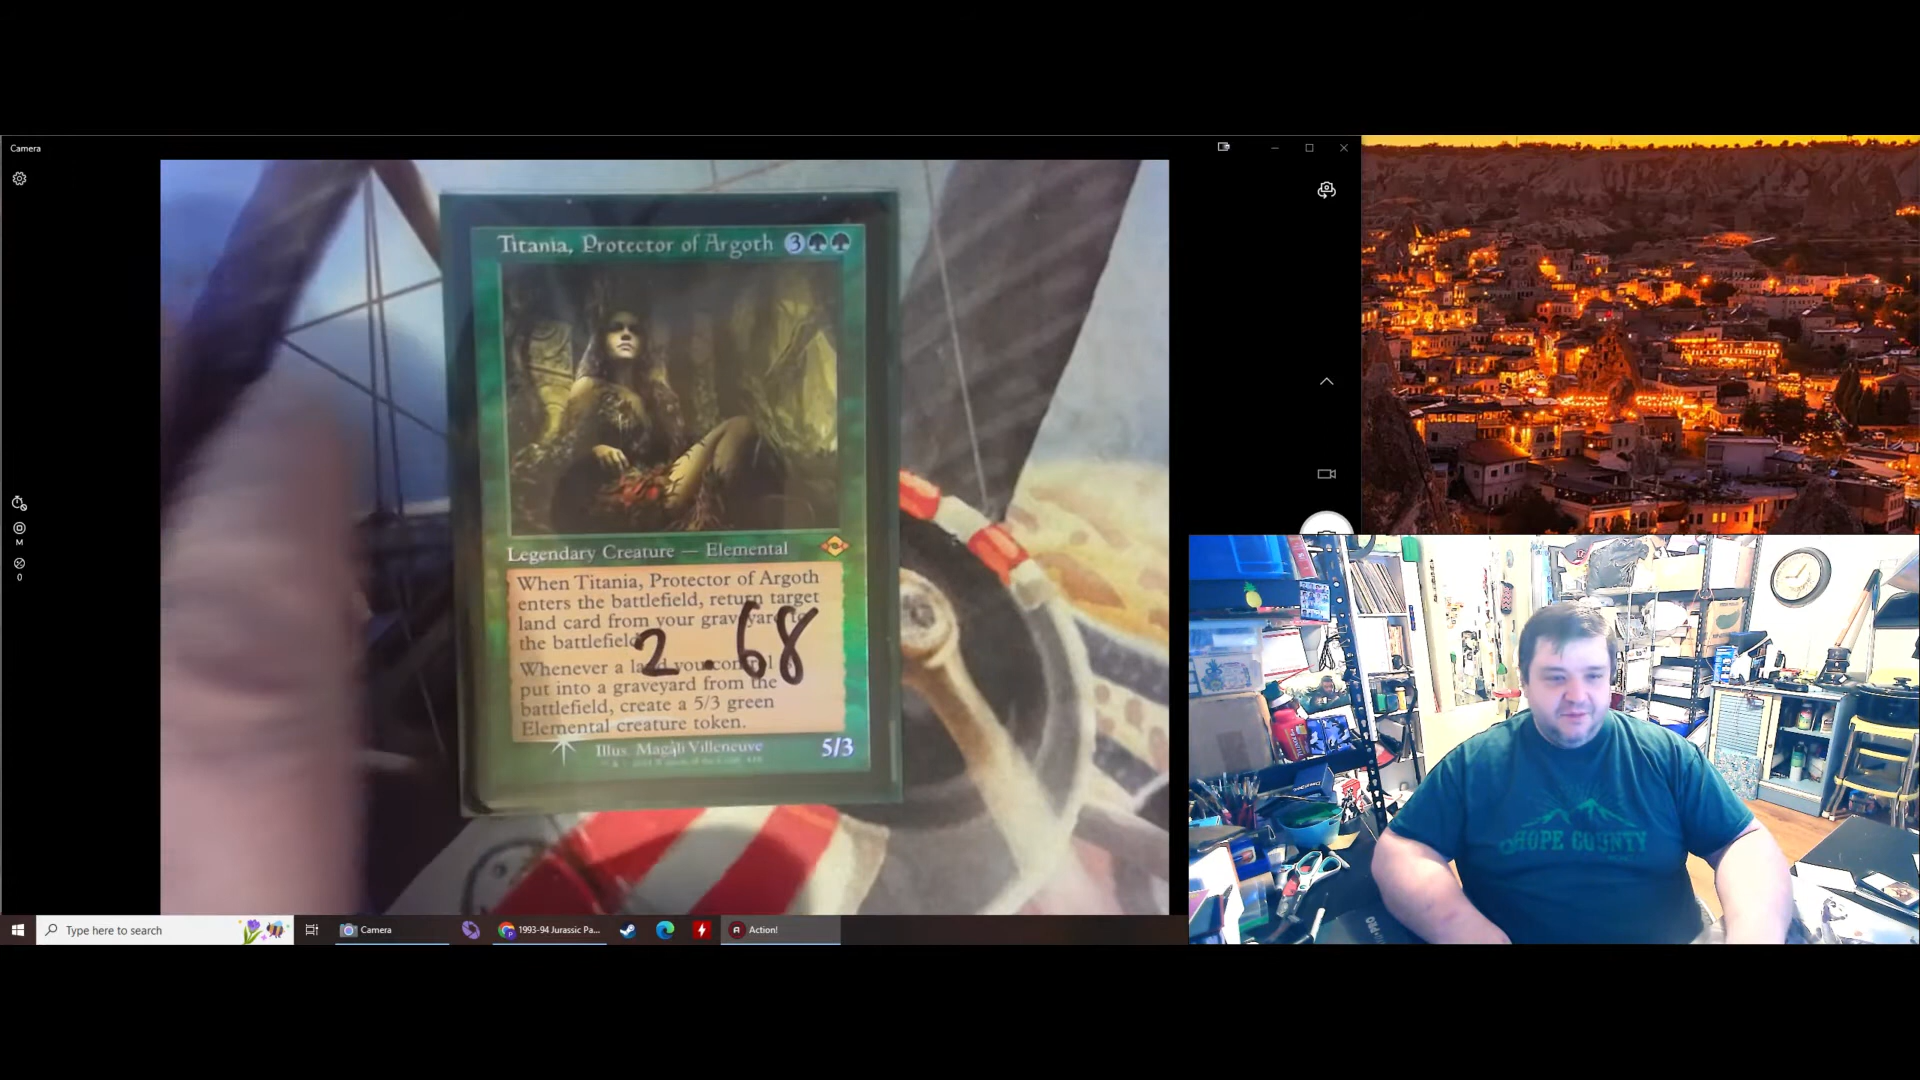 Camera
Titania, Protector of Argoth 3
Legendary Creature — Elemental
When Titania, Protector of Argoth
enters the battlefield, return target
land card from your graveyard to
the battlefield.
2.68
Whenever a land you control
put into a graveyard from the
battlefield, create a 5/3 green
Elemental creature token.
Illus. Magali Villeneuve
5/3
M
0
HOPE COUNTY
Type here to search
Camera
1993-94 Jurassic Pa...
Action!